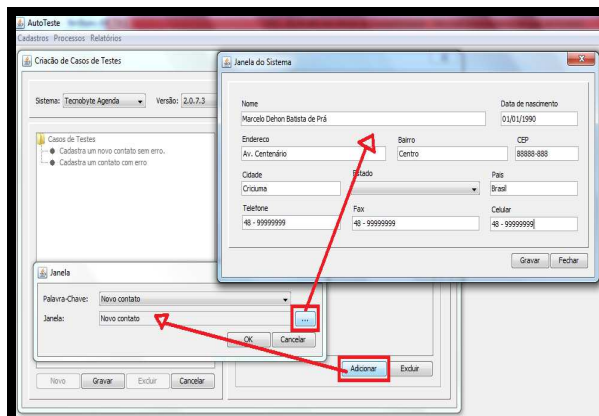 AutoTeste
Cadastros Processos Relatórios
Criacão de Casos de Testes
Sistema: Tecnobyte Agenda Versão: 2.0.7.3
Casos de Testes
Cadastra um novo contato sem erro.
Cadastra um contato com erro
Janela do Sistema
X
Nome Data de nascimento
Marcelo Dehon Batista de Prá 01/01/1990
Endereco Bairro CEP
Av. Centenário Centro 88888-888
Cidade Estado Pais
Criciuma Brasil
Telefone Fax Celular
48 - 99999999 48 - 99999999 48 - 99999999
Gravar Fechar
Janela
Palavra-Chave: Novo contato
Janela: Novo contato ...
OK Cancelar
Adicionar Excluir
Novo Gravar Excluir Cancelar